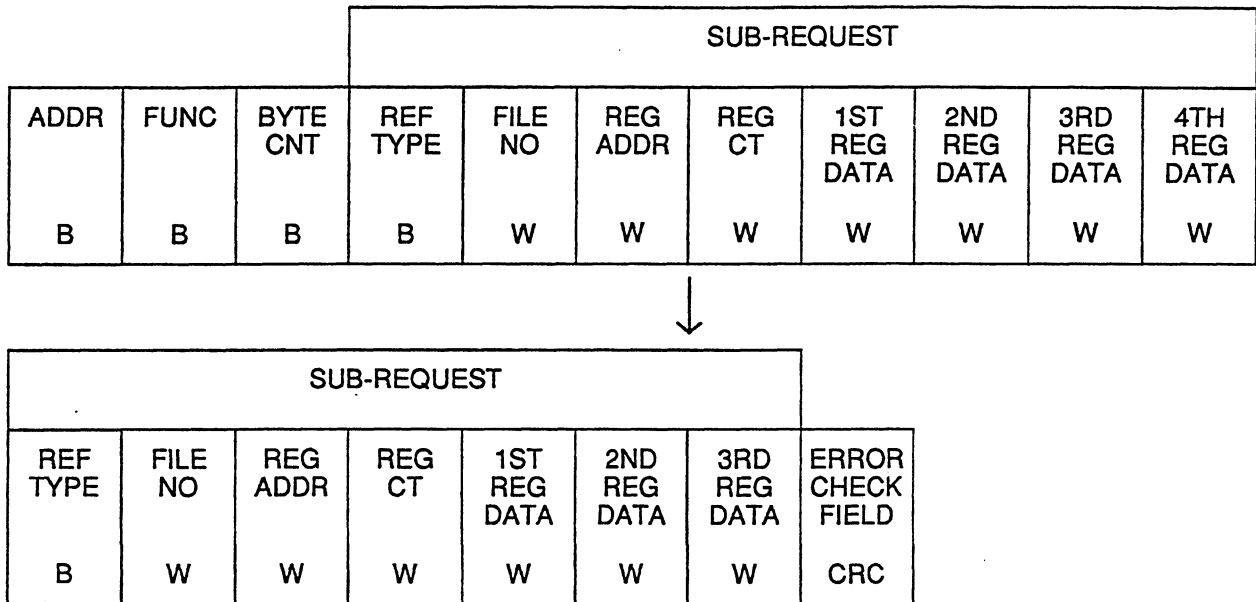 SUB-REQUEST
ADDR FUNC BYTE REF FILE REG REG 1ST 2ND 3RD 4TH
CNT TYPE NO ADDR CT REG REG REG REG
DATA DATA DATA DATA
B B B B W W W W W W W
SUB-REQUEST
REF FILE REG REG 1ST 2ND 3RD ERROR
TYPE NO ADDR CT REG REG REG CHECK
DATA DATA DATA FIELD
B W W W W W W CRC